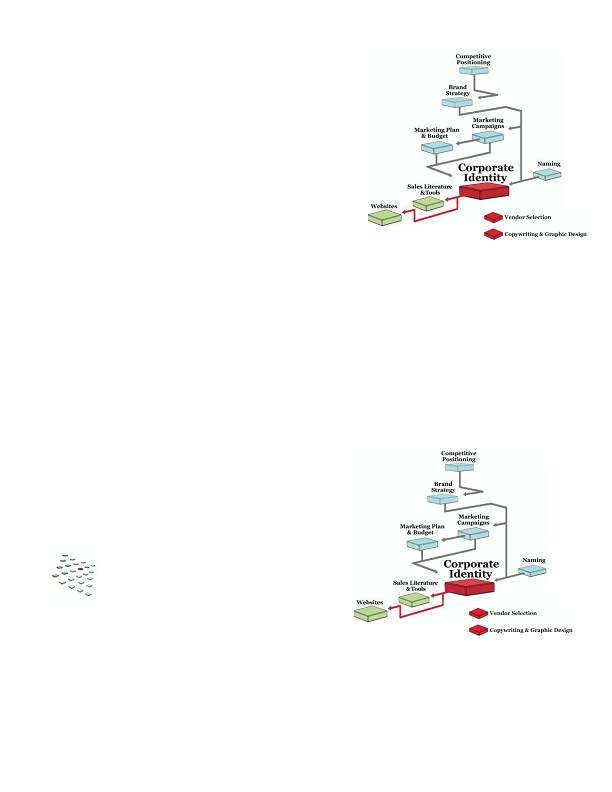 Competitive
Positioning
Brand
Strategy
Marketing
Campaigns
Marketing Plan
& Budget
Corporate
Identity
Naming
Sales Literature
&Tools
Websites
Vendor Selection
Copywriting & Graphic Design
Competitive
Positioning
Brand
Strategy
Marketing
Campaigns
Marketing Plan
& Budget
Corporate
Identity
Naming
Sales Literature
&Tools
Websites
Vendor Selection
Copywriting & Graphic Design